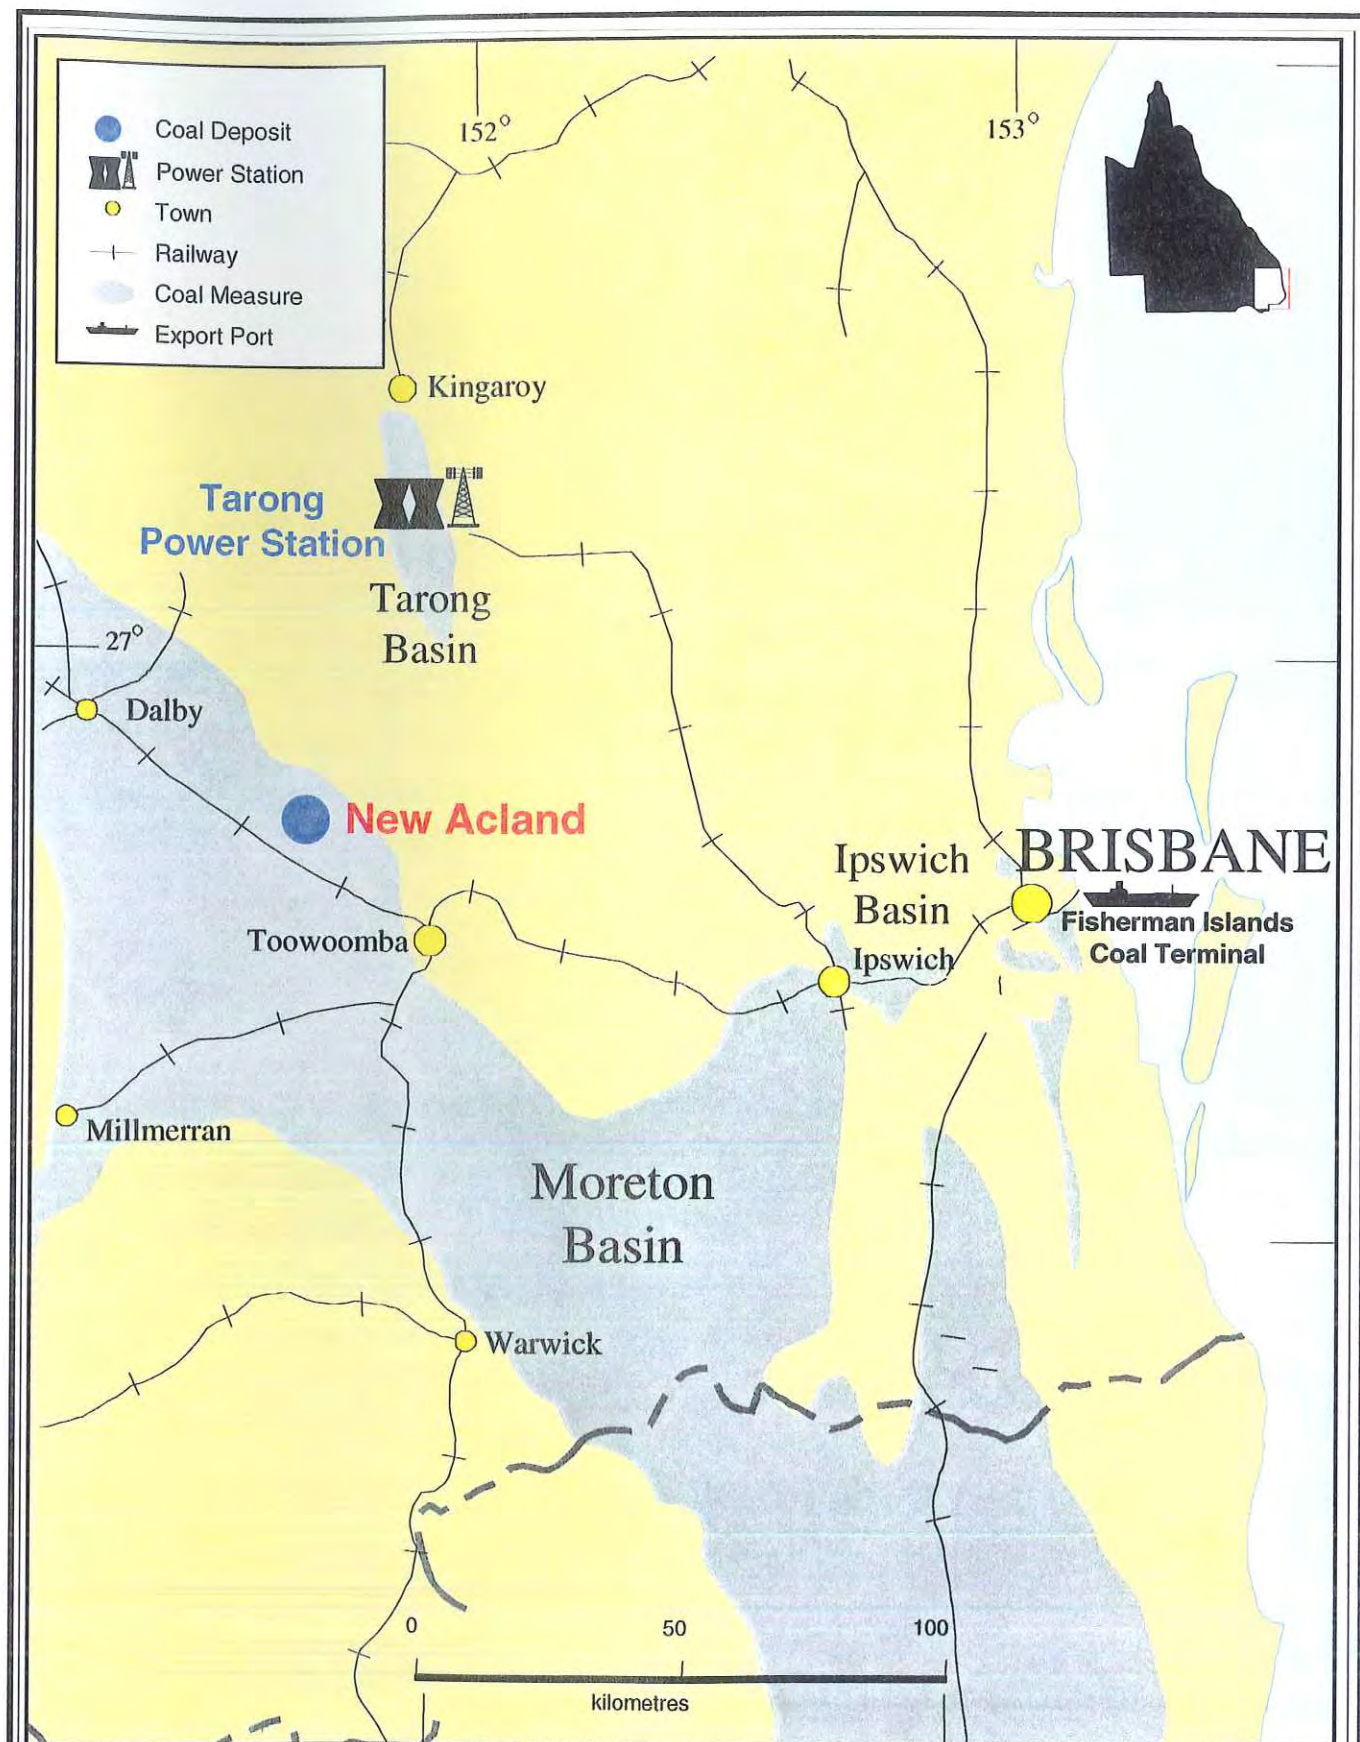 Coal Deposit
Power Station
Town
Railway
Coal Measure
Export Port
152°
153°
Kingaroy
Tarong
Power Station
Tarong
Basin
27°
Dalby
New Acland
Ipswich
Basin
BRISBANE
Fisherman Islands
Coal Terminal
Toowoomba
Ipswich
Millmerran
Moreton
Basin
Warwick
0 50 100
kilometres